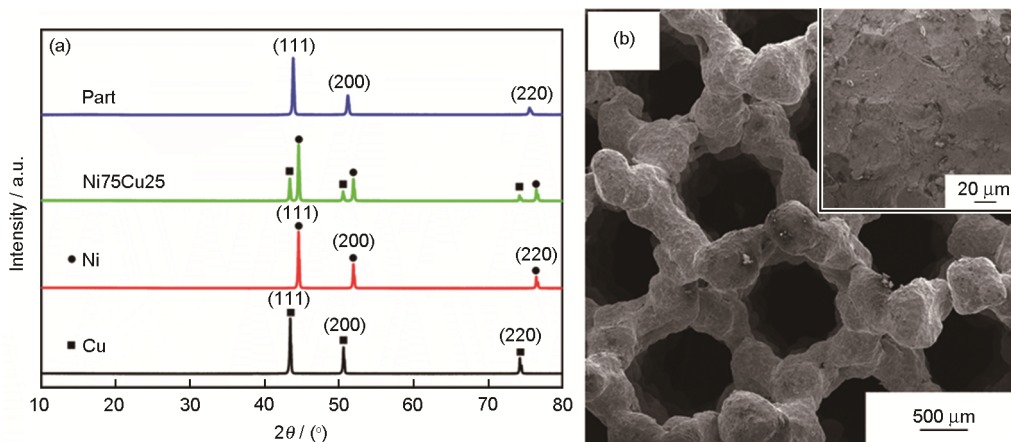 (a)
(111)
(200)
(220)
Part
Ni75Cu25
(111)
(200)
(220)
● Ni
(111)
(200)
(220)
■ Cu
Intensity / a.u.
10 20 30 40 50 60 70 80
2θ / (°)
(b)
20 μm
500 μm